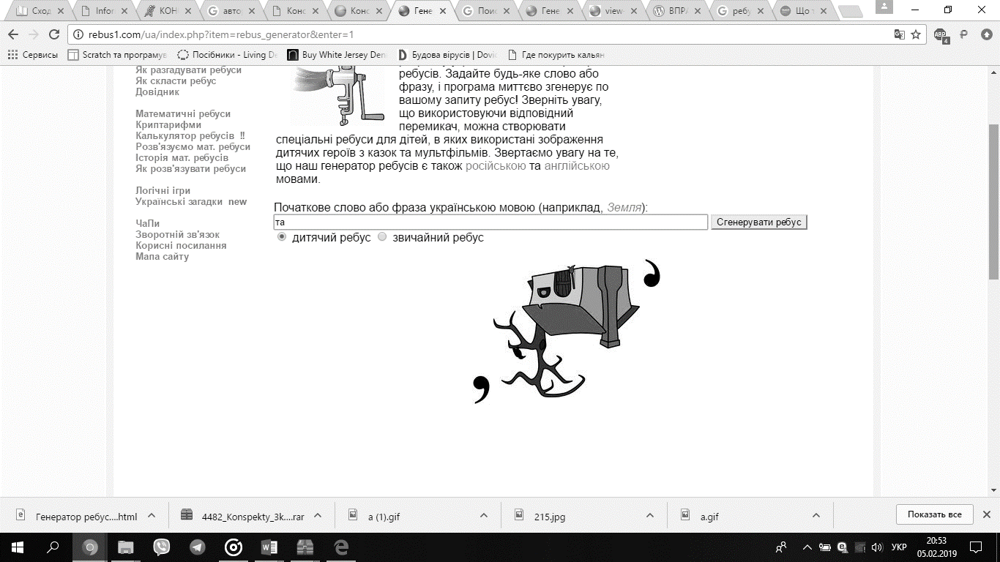 Сход
Infor
КОН
авто
Конс
Конс
Гене
Пои
Гене
view-
ВПРА
ребу
Що т
rebus1.com/ua/index.php?item=rebus_generator&enter=1
ABP
4
Сервисы
Scratch та програму
Посібники - Living D
Buy White Jersey Den
Будова вірусів | Dovi
Где покурить кальян
Як разгадувати ребуси
Як скласти ребус
Довідник
Математичні ребуси
Криптарифми
Калькулятор ребусів !!
Розв'язуємо мат. ребуси
Історія мат. ребусів
Як розв'язувати ребуси
Логічні ігри
Українські загадки new
ЧаПи
Зворотній зв'язок
Корисні посилання
Мапа сайту
ребусів. Задайте будь-яке слово або
фразу, і програма миттєво згенерує по
вашому запиту ребус! Зверніть увагу,
що використовуючи відповідний
перемикач, можна створювати
спеціальні ребуси для дітей, в яких використані зображення
дитячих героїв з казок та мультфільмів. Звертаємо увагу на те,
що наш генератор ребусів є також російською та англійською
мовами.
Початкове слово або фраза українською мовою (наприклад, Земля):
та
Сгенерувати ребус
дитячий ребус звичайний ребус
,
,
Генератор ребус....html
4482_Konspekty_3k....rar
а (1).gif
215.jpg
a.gif
Показать все
УКР
20:53
05.02.2019